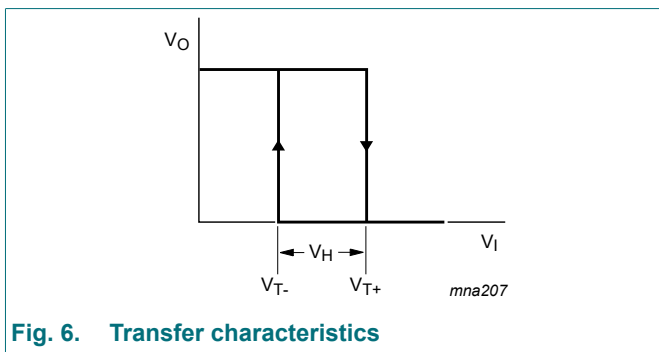 VO
VH
VI
VT-
VT+
mna207
Fig. 6. Transfer characteristics